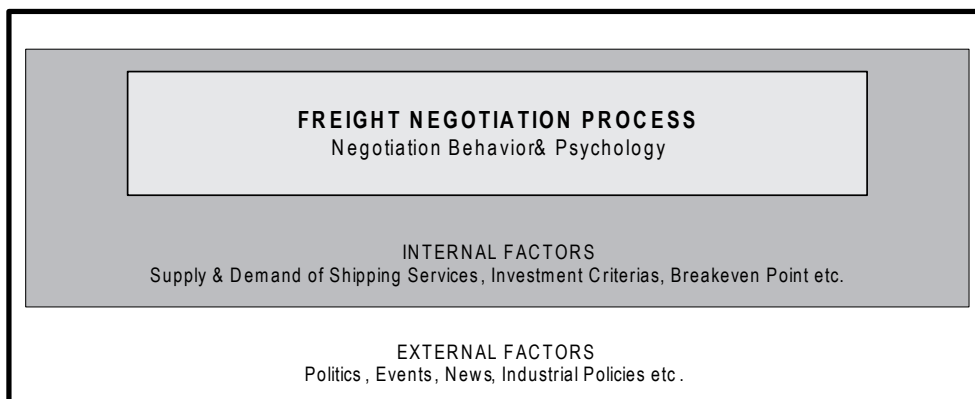 FREIGHT NEGOTIATION PROCESS
Negotiation Behavior& Psychology
INTERNAL FACTORS
Supply & Demand of Shipping Services, Investment Criterias, Breakeven Point etc.
EXTERNAL FACTORS
Politics, Events, News, Industrial Policies etc.